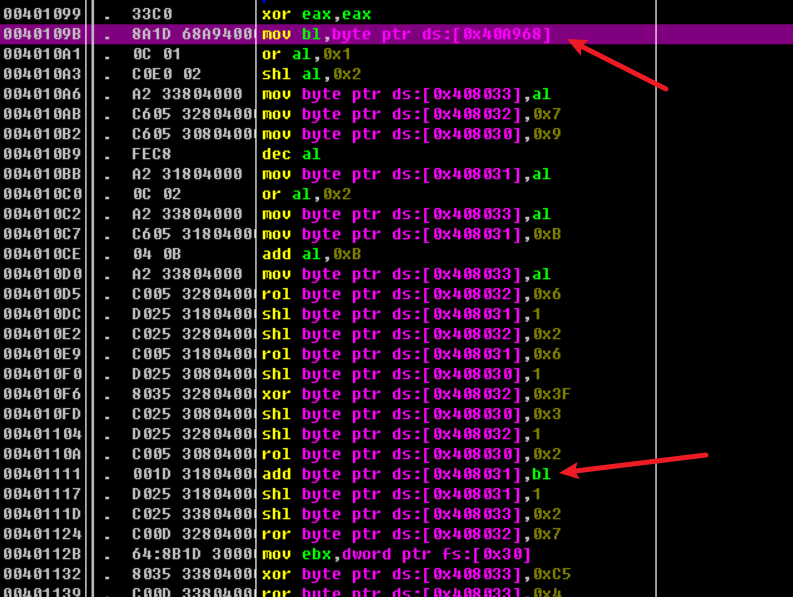 00401099 . 33C0 xor eax,eax
0040109B . 8A1D 68A9400 mov bl,byte ptr ds:[0x40A968]
004010A1 . 0C 01 or al,0x1
004010A3 . C0E0 02 shl al,0x2
004010A6 . A2 33804000 mov byte ptr ds:[0x408033],al
004010AB . C605 3280400 mov byte ptr ds:[0x408032],0x7
004010B2 . C605 3080400 mov byte ptr ds:[0x408030],0x9
004010B9 . FEC8 dec al
004010BB . A2 31804000 mov byte ptr ds:[0x408031],al
004010C0 . 0C 02 or al,0x2
004010C2 . A2 33804000 mov byte ptr ds:[0x408033],al
004010C7 . C605 3180400 mov byte ptr ds:[0x408031],0xB
004010CE . 04 0B add al,0xB
004010D0 . A2 33804000 mov byte ptr ds:[0x408033],al
004010D5 . C005 3280400 rol byte ptr ds:[0x408032],0x6
004010DC . D025 3180400 shl byte ptr ds:[0x408031],1
004010E2 . C025 3280400 shl byte ptr ds:[0x408032],0x2
004010E9 . C005 3180400 rol byte ptr ds:[0x408031],0x6
004010F0 . D025 3080400 shl byte ptr ds:[0x408030],1
004010F6 . 8035 3280400 xor byte ptr ds:[0x408032],0x3F
004010FD . C025 3080400 shl byte ptr ds:[0x408030],0x3
00401104 . D025 3280400 shl byte ptr ds:[0x408032],1
0040110A . C005 3080400 rol byte ptr ds:[0x408030],0x2
00401111 . 001D 3180400 add byte ptr ds:[0x408031],bl
00401117 . D025 3180400 shl byte ptr ds:[0x408031],1
0040111D . C025 3380400 shl byte ptr ds:[0x408033],0x2
00401124 . C00D 3280400 ror byte ptr ds:[0x408032],0x7
0040112B . 64:8B1D 3000 mov ebx,dword ptr fs:[0x30]
00401132 . 8035 3380400 xor byte ptr ds:[0x408033],0xC5
00401139 . C00D 3380400 ror byte ptr ds:[0x408033],0x4